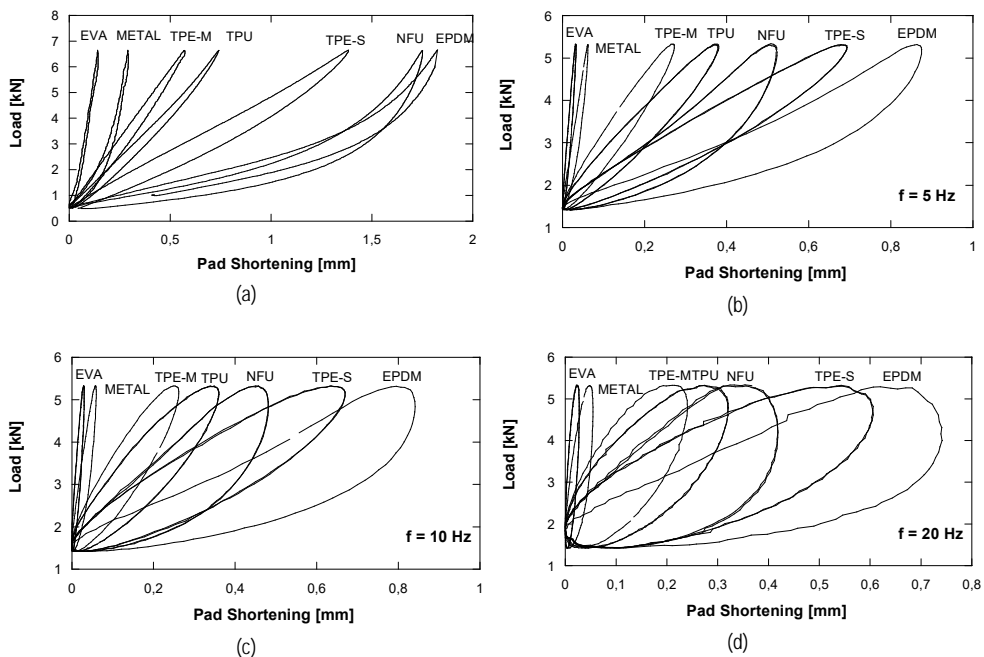 8
7
6
5
4
3
2
1
0
Load [kN]
EVA METAL TPE-M TPU TPE-S NFU EPDM
0 0,5 1 1,5 2
Pad Shortening [mm]
(a)
6
5
4
3
2
1
Load [kN]
EVA METAL TPE-M TPU NFU TPE-S EPDM
f = 5 Hz
0 0,2 0,4 0,6 0,8 1
Pad Shortening [mm]
(b)
6
5
4
3
2
1
Load [kN]
EVA METAL TPE-M TPU NFU TPE-S EPDM
f = 10 Hz
0 0,2 0,4 0,6 0,8 1
Pad Shortening [mm]
(c)
6
5
4
3
2
1
Load [kN]
EVA METAL TPE-M TPU NFU TPE-S EPDM
f = 20 Hz
0 0,1 0,2 0,3 0,4 0,5 0,6 0,7 0,8
Pad Shortening [mm]
(d)